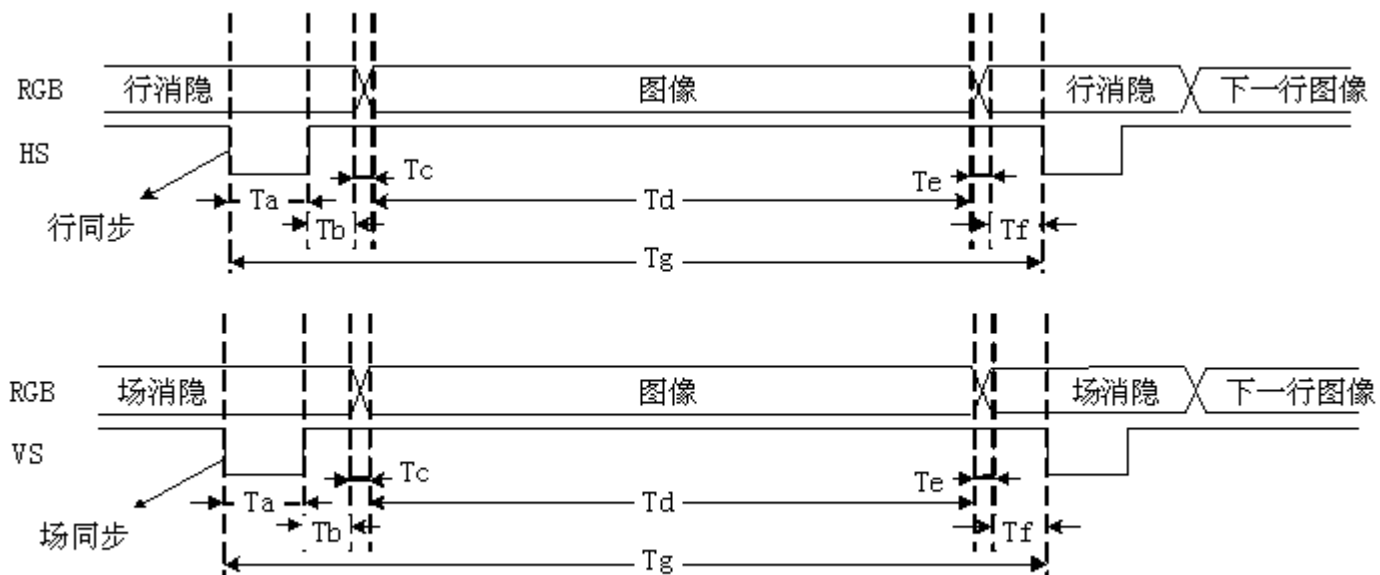 RGB 行消隐 图像 行消隐 下一行图像
HS
Tc Te
Ta Td
行同步 Tb Tf
Tg
RGB 场消隐 图像 场消隐 下一行图像
VS
Tc Te
Ta Td
场同步 Tb Tf
Tg